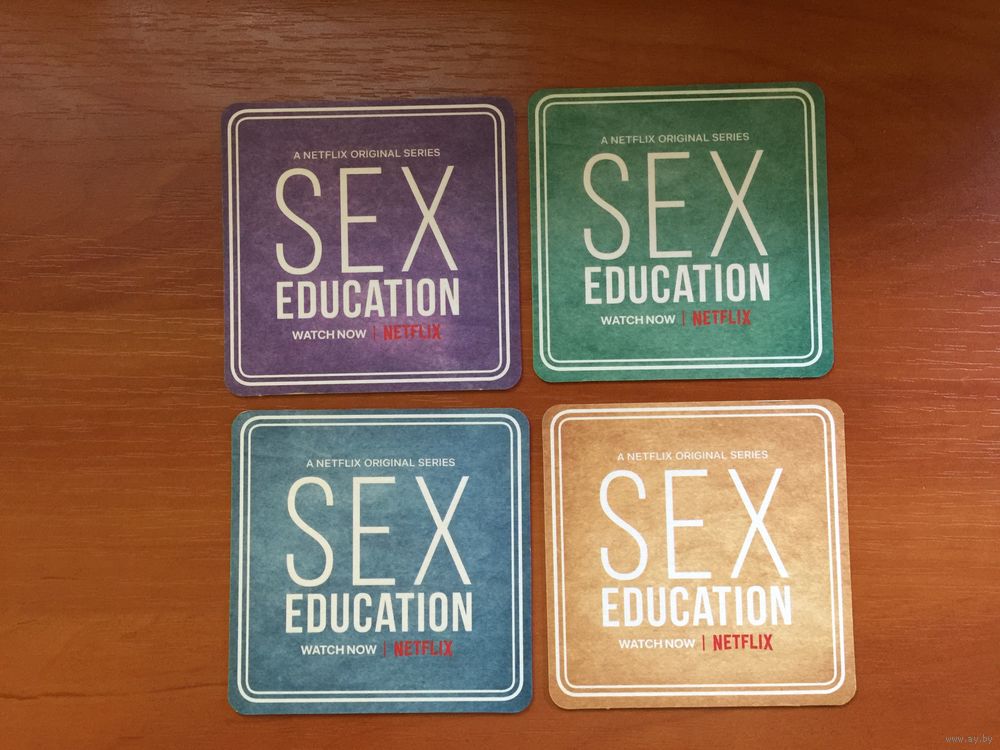 A NETFLIX ORIGINAL SERIES
SEX
EDUCATION
WATCH NOW | NETFLIX
A NETFLIX ORIGINAL SERIES
SEX
EDUCATION
WATCH NOW | NETFLIX
A NETFLIX ORIGINAL SERIES
SEX
EDUCATION
WATCH NOW | NETFLIX
A NETFLIX ORIGINAL SERIES
SEX
EDUCATION
WATCH NOW | NETFLIX
www.ay.by